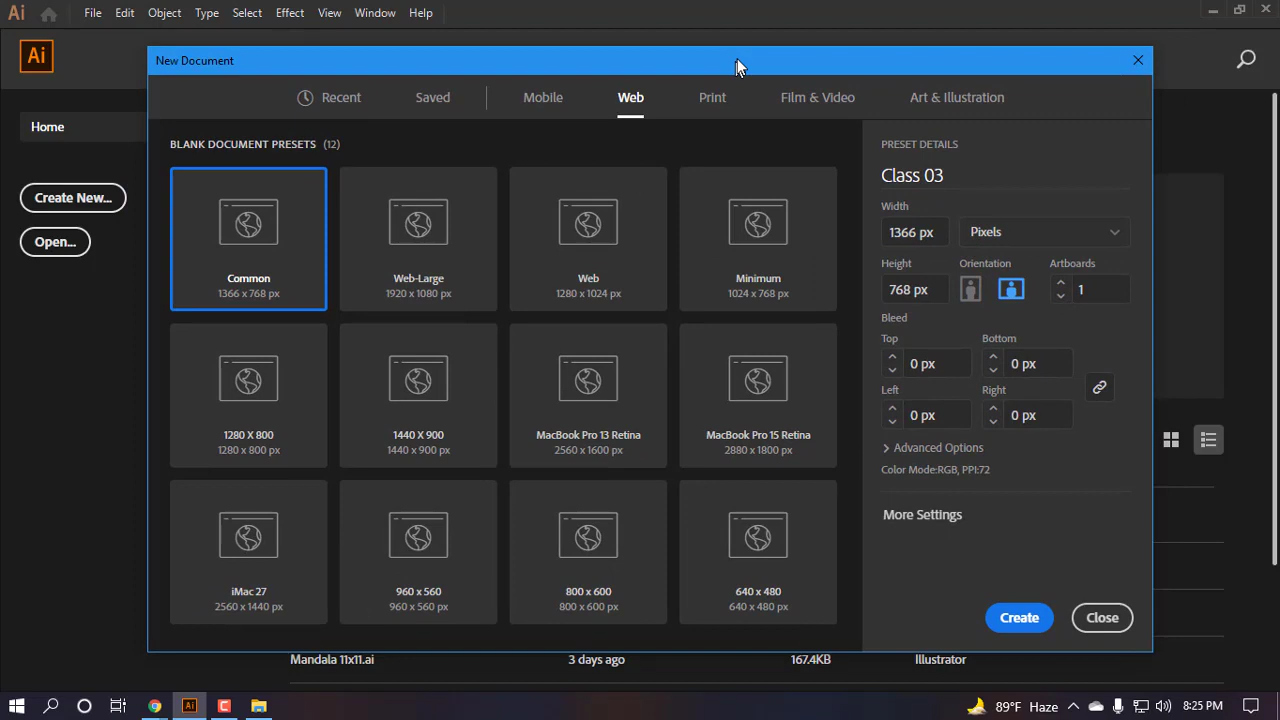 Ai File Edit Object Type Select Effect View Window Help
Ai
New Document
Recent Saved Mobile Web Print Film & Video Art & Illustration
Home
Create New...
Open...
BLANK DOCUMENT PRESETS (12)
Common
1366 x 768 px
Web-Large
1920 x 1080 px
Web
1280 x 1024 px
Minimum
1024 x 768 px
1280 X 800
1280 x 800 px
1440 X 900
1440 x 900 px
MacBook Pro 13 Retina
2560 x 1600 px
MacBook Pro 15 Retina
2880 x 1800 px
iMac 27
2560 x 1440 px
960 x 560
960 x 560 px
800 x 600
800 x 600 px
640 x 480
640 x 480 px
PRESET DETAILS
Class 03
Width
1366 px Pixels
Height Orientation Artboards
768 px 1
Bleed
Top Bottom
0 px 0 px
Left Right
0 px 0 px
Advanced Options
Color Mode:RGB, PPI:72
More Settings
Create Close
Mandala 11x11.ai 3 days ago 167.4KB Illustrator
Ai C 89°F Haze 8:25 PM